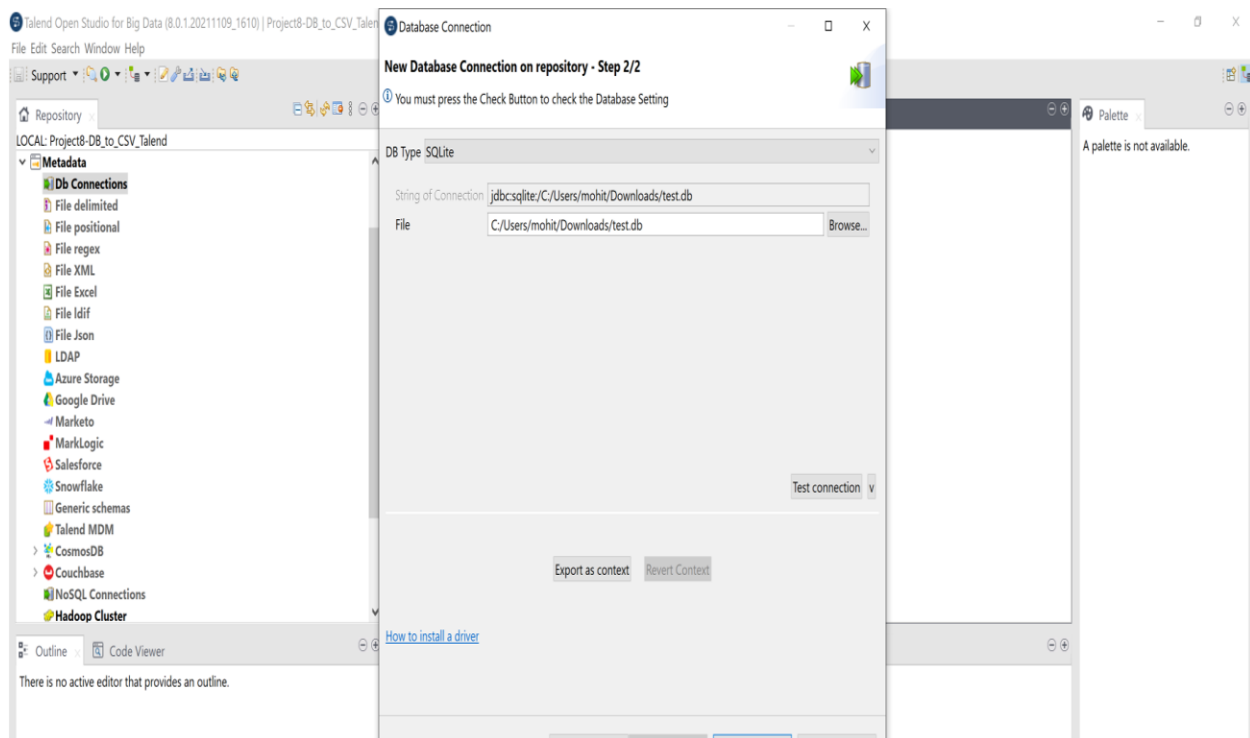 Talend Open Studio for Big Data (8.0.1.20211109_1610) | Project8-DB_to_CSV_Talen
File Edit Search Window Help
Support
Repository
LOCAL: Project8-DB_to_CSV_Talend
Metadata
Db Connections
File delimited
File positional
File regex
File XML
File Excel
File ldif
File Json
LDAP
Azure Storage
Google Drive
Marketo
MarkLogic
Salesforce
Snowflake
Generic schemas
Talend MDM
CosmosDB
Couchbase
NoSQL Connections
Hadoop Cluster
Outline
Code Viewer
There is no active editor that provides an outline.
Database Connection
New Database Connection on repository - Step 2/2
You must press the Check Button to check the Database Setting
DB Type SQLite
String of Connection jdbc:sqlite:/C:/Users/mohit/Downloads/test.db
File C:/Users/mohit/Downloads/test.db Browse...
Test connection v
Export as context Revert Context
How to install a driver
Palette
A palette is not available.